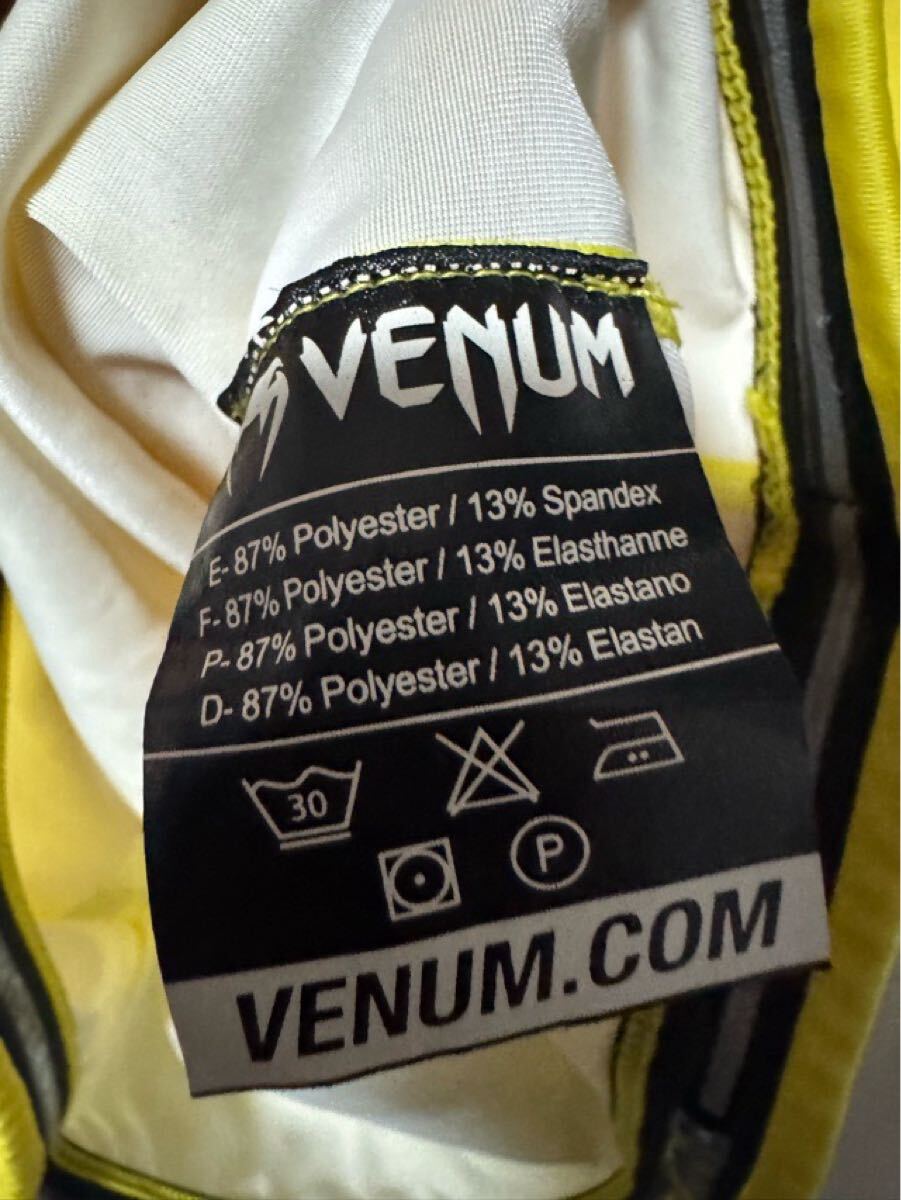 VENUM
E- 87% Polyester / 13% Spandex
F- 87% Polyester / 13% Elasthanne
P- 87% Polyester / 13% Elastano
D- 87% Polyester / 13% Elastan
30
P
VENUM.COM